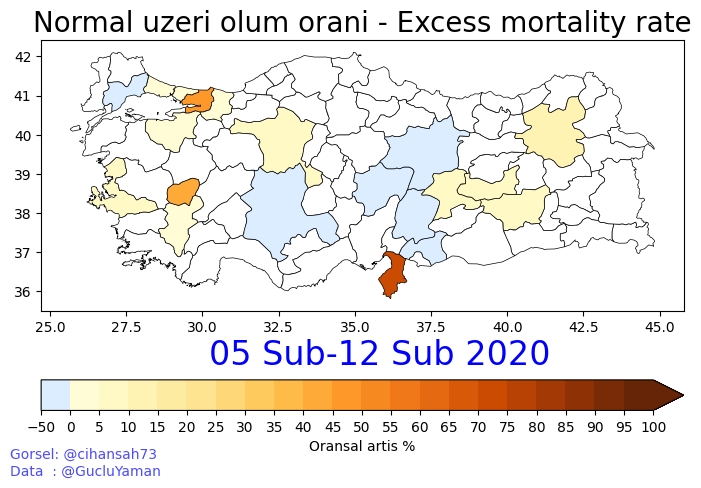 Normal uzeri olum orani - Excess mortality rate
42
41
40
39
38
37
36
25.0 27.5 30.0 32.5 35.0 37.5 40.0 42.5 45.0
05 Sub-12 Sub 2020
−50 0 5 10 15 20 25 30 35 40 45 50 55 60 65 70 75 80 85 90 95 100
Oransal artis %
Gorsel: @cihansah73
Data : @GucluYaman